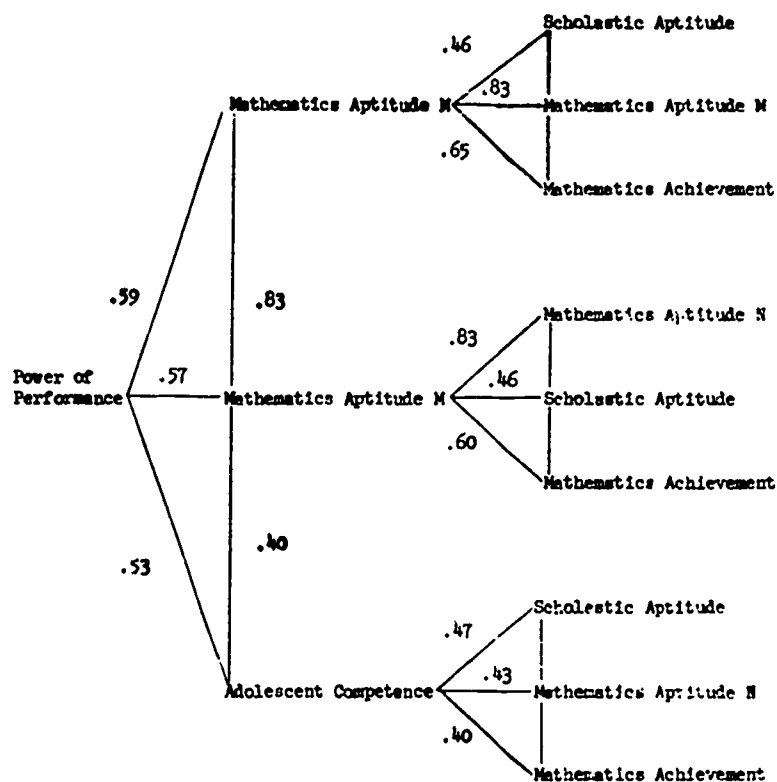 Scholastic Aptitude
.46
.83
Mathematics Aptitude N
Mathematics Aptitude M
.65
Mathematics Achievement
.59
.83
Mathematics Aptitude N
.83
Power of
Performance
.57
Mathematics Aptitude M
.46
Scholastic Aptitude
.60
Mathematics Achievement
.53
.40
Scholastic Aptitude
.47
.43
Adolescent Competence
Mathematics Aptitude N
.40
Mathematics Achievement